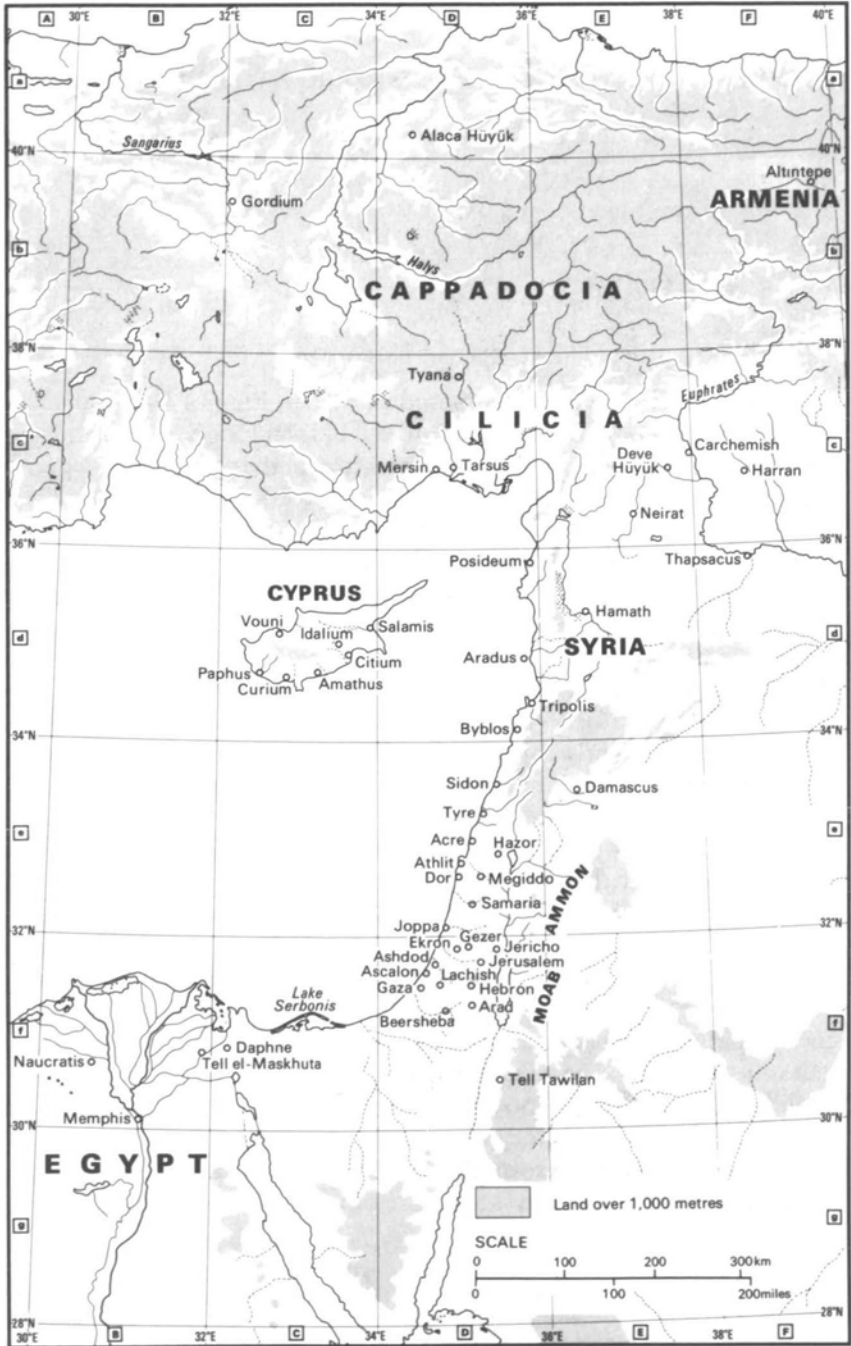 A 30°E B C 34°E D 36°E E F 40°E
32°E 38°E
a a
Alaca Hüyük
Sangarius
40°N 40°N
Altıntepe
ARMENIA
Gordium
b b
Halys
CAPPADOCIA
38°N 38°N
Tyana
Euphrates
CILICIA
c c
Carchemish
Deve
Hüyük
Mersin Tarsus Harran
Neirat
36°N 36°N
Posideum Thapsacus
CYPRUS
Hamath
Vouni Salamis
Idalium
d d
SYRIA
Citium
Aradus
Paphus Amathus
Curium
Tripolis
Byblos
34°N 34°N
Sidon Damascus
Tyre
e e
Acre Hazor
Athlit
Dor Megiddo
AMMON
Samaria
Joppa
32°N 32°N
Gezer
Ekron Jericho
Ashdod Jerusalem
Ascalon Lachish
Gaza Hebron
MOAB
Lake
Serbonis
Arad
Beersheba
f f
Daphne
Naucratis Tell el-Maskhuta
Tell Tawilan
Memphis
30°N 30°N
EGYPT
Land over 1,000 metres
g g
SCALE
0 100 200 300km
0 100 200miles
28°N 28°N
30°E B 32°E C 34°E D 36°E E F